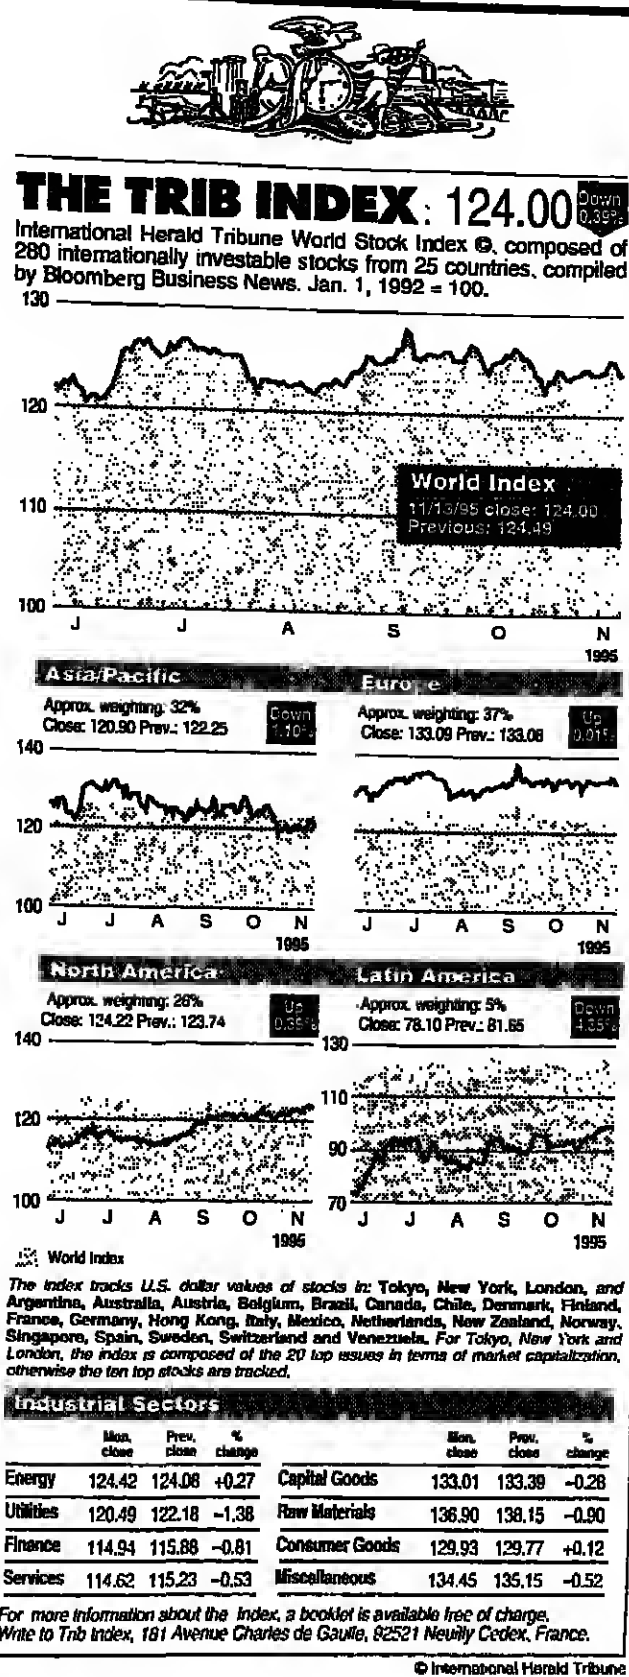 THE TRIB INDEX: 124.00 Down 0.39%
International Herald Tribune World Stock Index ©, composed of
280 internationally investable stocks from 25 countries, compiled
by Bloomberg Business News. Jan. 1, 1992 = 100.
130
120
110
100
World Index
11/13/95 close: 124.00
Previous: 124.49
J J A S O N
1995
Asia/Pacific
Approx. weighting: 32%
Close: 120.90 Prev.: 122.25
Down
1.10%
140
120
100
J J A S O N
1995
Europe
Approx. weighting: 37%
Close: 133.09 Prev.: 133.08
Up
0.01%
J J A S O N
1995
North America
Approx. weighting: 26%
Close: 124.22 Prev.: 123.74
Up
0.39%
140
120
100
J J A S O N
1995
Latin America
Approx. weighting: 5%
Close: 78.10 Prev.: 81.65
Down
4.35%
130
110
90
70
J J A S O N
1995
World Index
The index tracks U.S. dollar values of stocks in: Tokyo, New York, London, and
Argentina, Australia, Austria, Belgium, Brazil, Canada, Chile, Denmark, Finland,
France, Germany, Hong Kong, Italy, Mexico, Netherlands, New Zealand, Norway,
Singapore, Spain, Sweden, Switzerland and Venezuela. For Tokyo, New York and
London, the index is composed of the 20 top issues in terms of market capitalization,
otherwise the ten top stocks are tracked.
Industrial Sectors
Mon. close Prev. close % change Mon. close Prev. close % change
Energy 124.42 124.08 +0.27 Capital Goods 133.01 133.39 -0.28
Utilities 120.49 122.18 -1.38 Raw Materials 136.90 138.15 -0.90
Finance 114.94 115.88 -0.81 Consumer Goods 129.93 129.77 +0.12
Services 114.62 115.23 -0.53 Miscellaneous 134.45 135.15 -0.52
For more information about the Index, a booklet is available free of charge.
Write to Trib Index, 181 Avenue Charles de Gaulle, 92521 Neuilly Cedex, France.
© International Herald Tribune